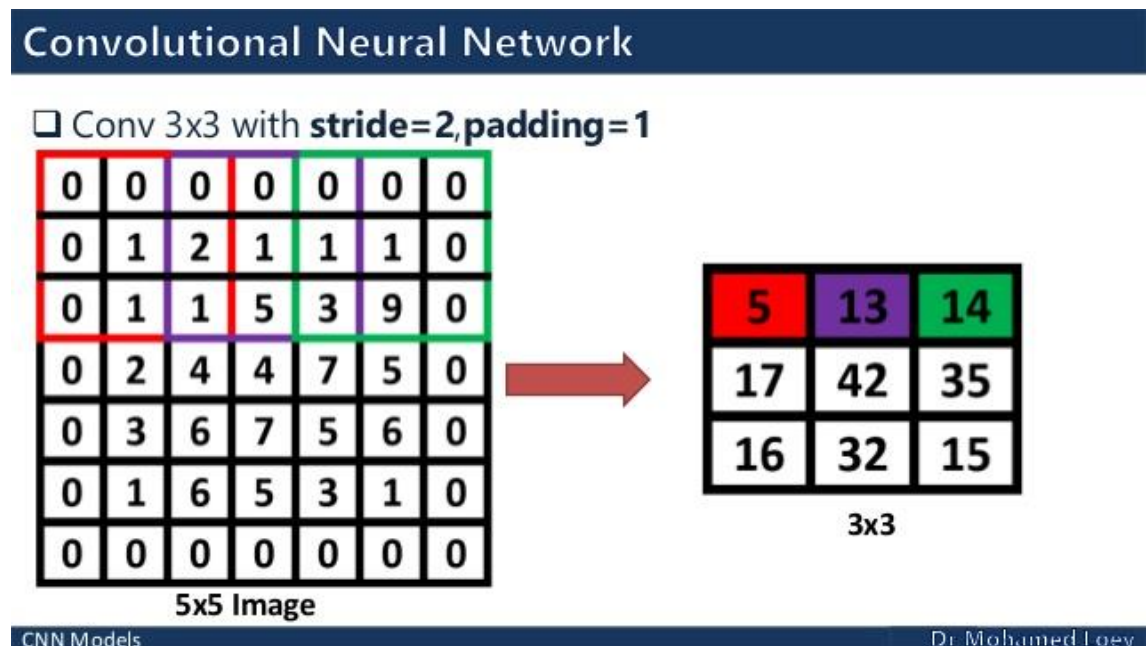 Convolutional Neural Network
Conv 3x3 with stride=2,padding=1
0 0 0 0 0 0 0
0 1 2 1 1 1 0
0 1 1 5 3 9 0
0 2 4 4 7 5 0
0 3 6 7 5 6 0
0 1 6 5 3 1 0
0 0 0 0 0 0 0
5x5 Image
5 13 14
17 42 35
16 32 15
3x3
CNN Models
Dr Mohamed Loey